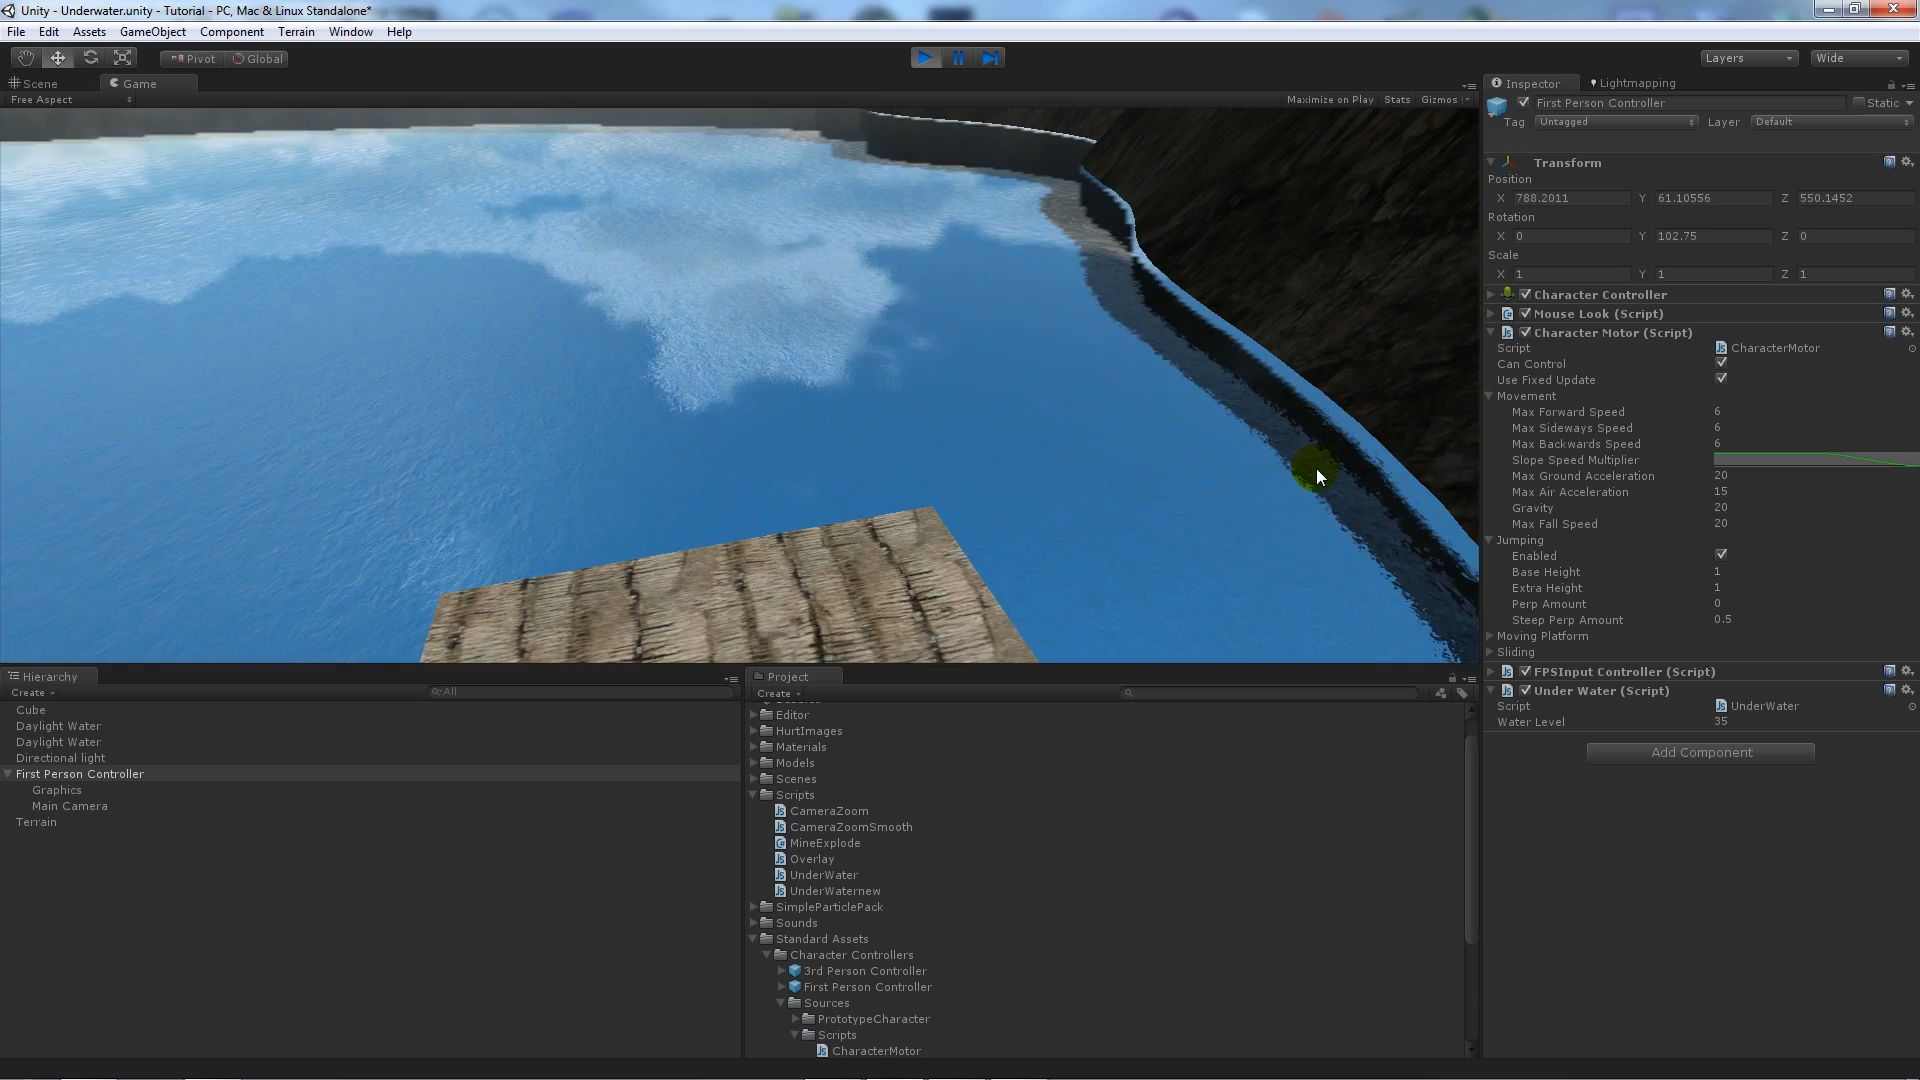 Unity - Underwater.unity - Tutorial - PC, Mac & Linux Standalone*
File Edit Assets GameObject Component Terrain Window Help
Pivot Global Layers Wide
Scene Game
Free Aspect Maximize on Play Stats Gizmos
Inspector Lightmapping
First Person Controller Static
Tag Untagged Layer Default
Transform
Position
X 788.2011 Y 61.10556 Z 550.1452
Rotation
X 0 Y 102.75 Z 0
Scale
X 1 Y 1 Z 1
Character Controller
Mouse Look (Script)
Character Motor (Script)
Script CharacterMotor
Can Control
Use Fixed Update
Movement
Max Forward Speed 6
Max Sideways Speed 6
Max Backwards Speed 6
Slope Speed Multiplier
Max Ground Acceleration 20
Max Air Acceleration 15
Gravity 20
Max Fall Speed 20
Jumping
Enabled
Base Height 1
Extra Height 1
Perp Amount 0
Steep Perp Amount 0.5
Moving Platform
Sliding
FPSInput Controller (Script)
Under Water (Script)
Script UnderWater
Water Level 35
Add Component
Hierarchy
Create All
Cube
Daylight Water
Daylight Water
Directional light
First Person Controller
Graphics
Main Camera
Terrain
Project
Create
Editor
HurtImages
Materials
Models
Scenes
Scripts
CameraZoom
CameraZoomSmooth
MineExplode
Overlay
UnderWater
UnderWaternew
SimpleParticlePack
Sounds
Standard Assets
Character Controllers
3rd Person Controller
First Person Controller
Sources
PrototypeCharacter
Scripts
CharacterMotor